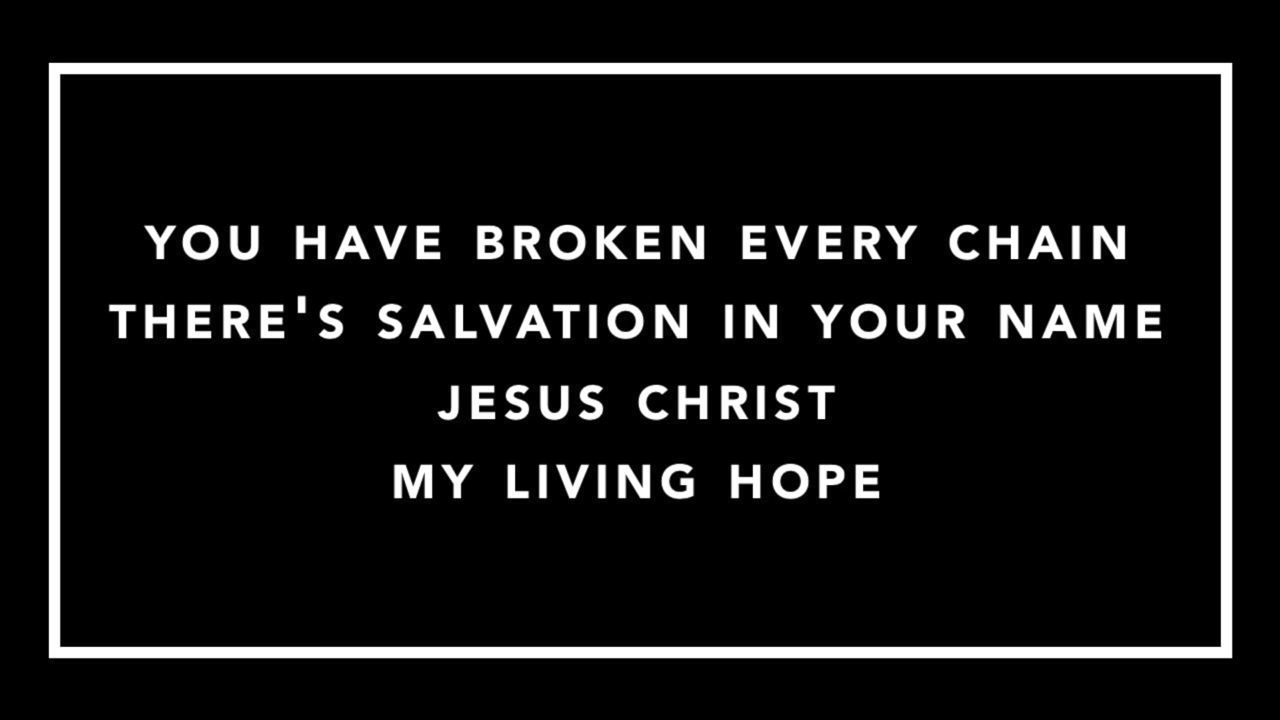 YOU HAVE BROKEN EVERY CHAIN
THERE'S SALVATION IN YOUR NAME
JESUS CHRIST
MY LIVING HOPE